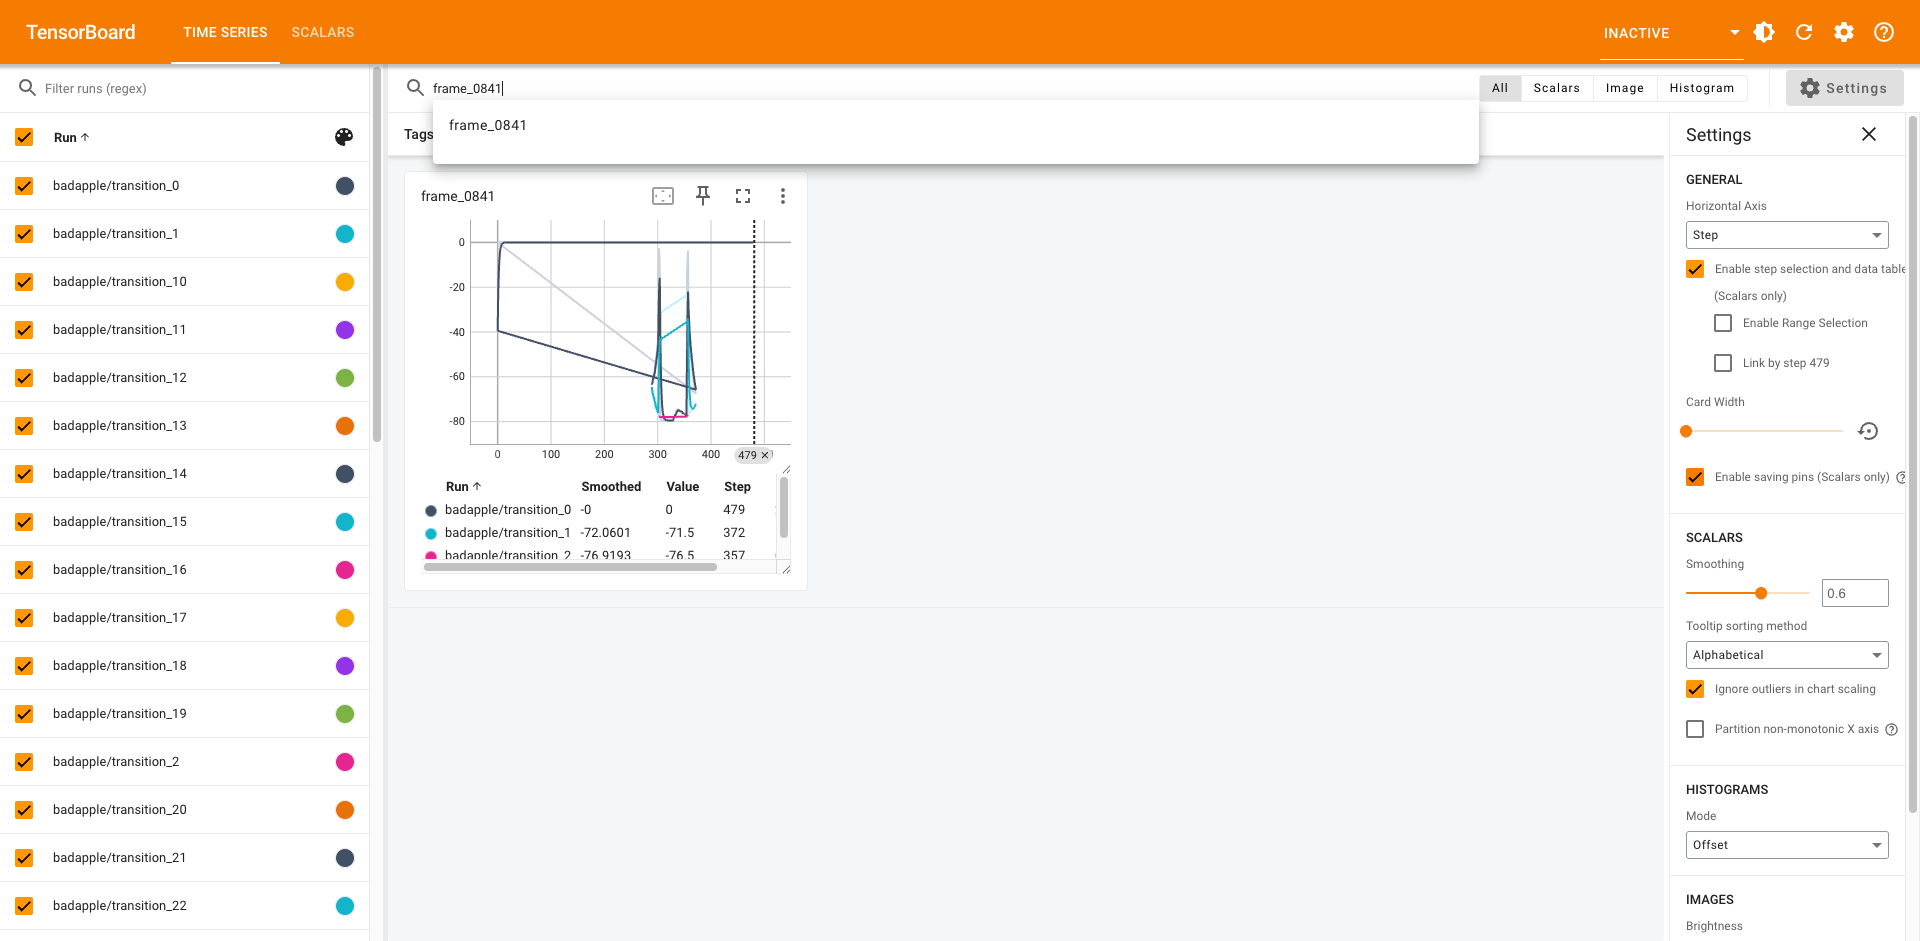 TensorBoard
TIME SERIES
SCALARS
INACTIVE
Filter runs (regex)
Run
badapple/transition_0
badapple/transition_1
badapple/transition_10
badapple/transition_11
badapple/transition_12
badapple/transition_13
badapple/transition_14
badapple/transition_15
badapple/transition_16
badapple/transition_17
badapple/transition_18
badapple/transition_19
badapple/transition_2
badapple/transition_20
badapple/transition_21
badapple/transition_22
frame_0841
All Scalars Image Histogram
Settings
frame_0841
Tags
frame_0841
0
-20
-40
-60
-80
0 100 200 300 400 479
Run Smoothed Value Step
badapple/transition_0 -0 0 479
badapple/transition_1 -72.0601 -71.5 372
badapple/transition_2 -76.9193 -76.5 357
Settings
GENERAL
Horizontal Axis
Step
Enable step selection and data table
(Scalars only)
Enable Range Selection
Link by step 479
Card Width
Enable saving pins (Scalars only)
SCALARS
Smoothing
0.6
Tooltip sorting method
Alphabetical
Ignore outliers in chart scaling
Partition non-monotonic X axis
HISTOGRAMS
Mode
Offset
IMAGES
Brightness